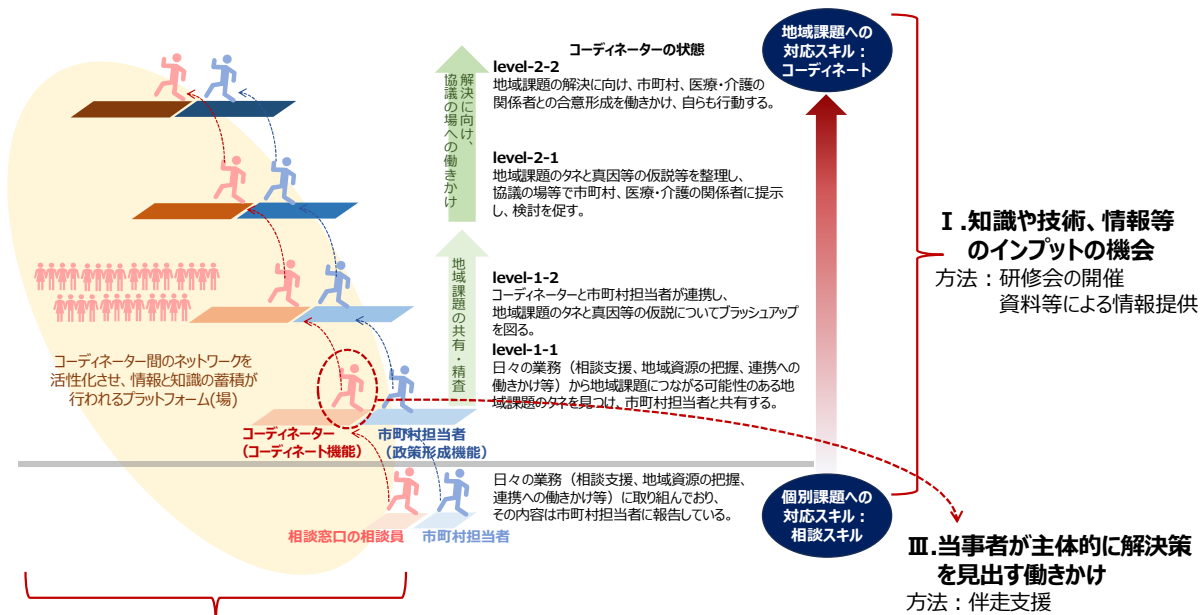 地域課題への
対応スキル：
コーディネート
コーディネーターの状態
level-2-2
地域課題の解決に向け、市町村、医療・介護の
関係者との合意形成を働きかけ、自らも行動する。
解決に向け、
協議の場への働きかけ
level-2-1
地域課題のタネと真因等の仮説等を整理し、
協議の場等で市町村、医療・介護の関係者に提示
し、検討を促す。
Ⅰ.知識や技術、情報等
のインプットの機会
方法：研修会の開催
資料等による情報提供
地域課題の共有・精査
level-1-2
コーディネーターと市町村担当者が連携し、
地域課題のタネと真因等の仮説についてブラッシュアップ
を図る。
level-1-1
日々の業務（相談支援、地域資源の把握、連携への
働きかけ等）から地域課題につながる可能性のある地
域課題のタネを見つけ、市町村担当者と共有する。
コーディネーター間のネットワークを
活性化させ、情報と知識の蓄積が
行われるプラットフォーム(場)
コーディネーター
（コーディネート機能）
市町村担当者
（政策形成機能）
日々の業務（相談支援、地域資源の把握、
連携への働きかけ等）に取り組んでおり、
その内容は市町村担当者に報告している。
相談窓口の相談員
市町村担当者
個別課題への
対応スキル：
相談スキル
Ⅲ.当事者が主体的に解決策
を見出す働きかけ
方法：伴走支援